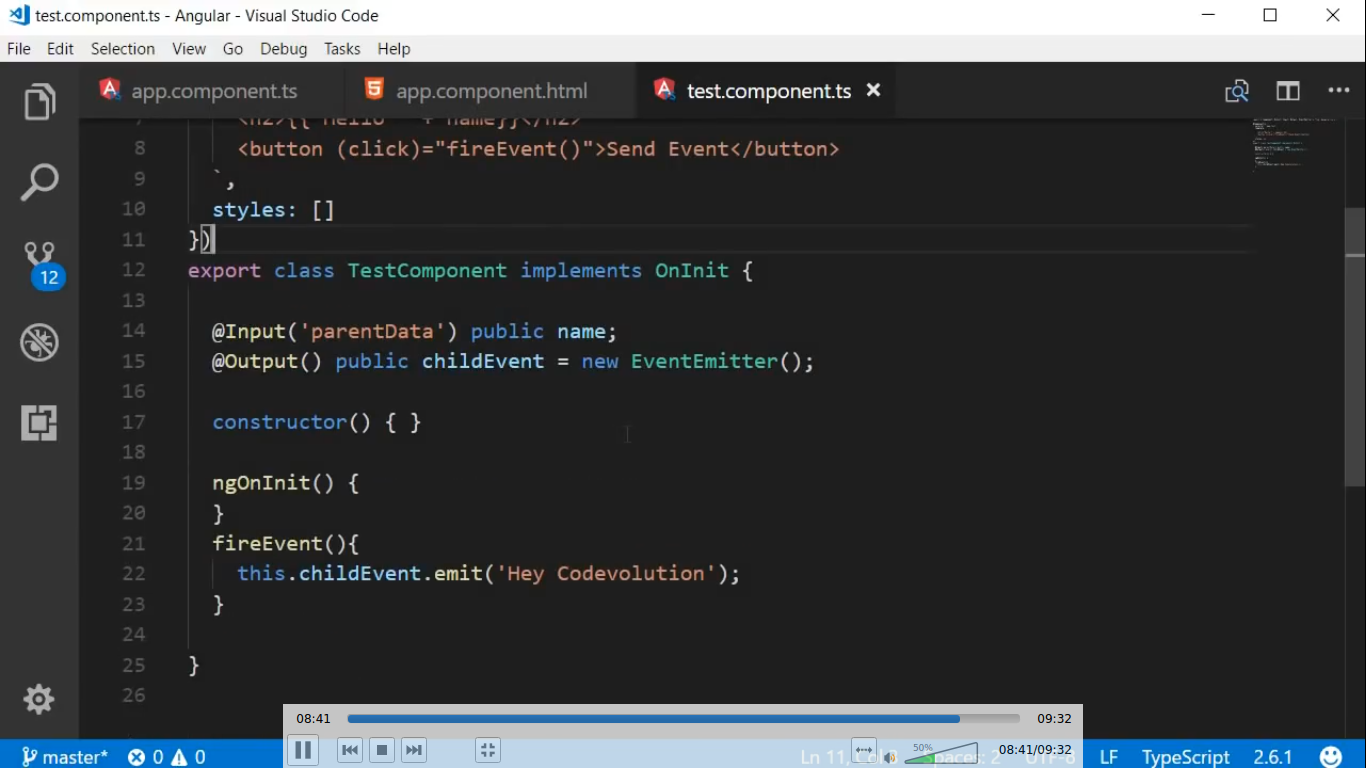 test.component.ts - Angular - Visual Studio Code
File Edit Selection View Go Debug Tasks Help
app.component.ts app.component.html test.component.ts
8 <button (click)="fireEvent()">Send Event</button>
9 `,
10 styles: []
11 })
12 export class TestComponent implements OnInit {
13
14 @Input('parentData') public name;
15 @Output() public childEvent = new EventEmitter();
16
17 constructor() { }
18
19 ngOnInit() {
20 }
21 fireEvent(){
22 this.childEvent.emit('Hey Codevolution');
23 }
24
25 }
26
12
08:41 09:32
50% 08:41/09:32
master* 0 0 Ln 11, Spaces: 2 UTF-8 LF TypeScript 2.6.1